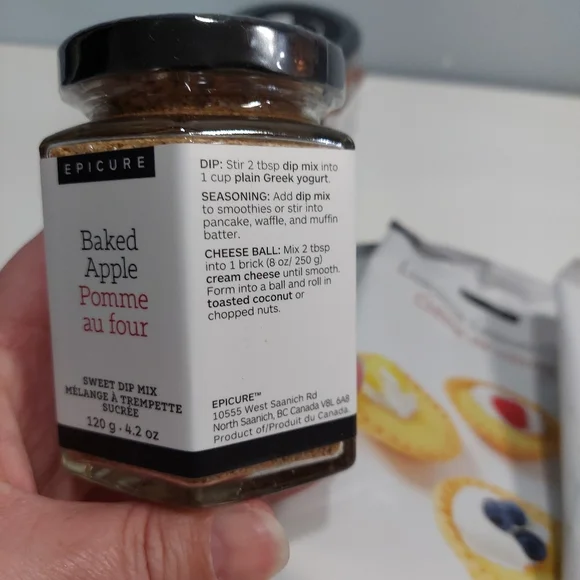 EPICURE
Baked
Apple
Pomme
au four
SWEET DIP MIX
MÉLANGE À TREMPETTE
SUCRÉE
120 g • 4.2 oz
DIP: Stir 2 tbsp dip mix into
1 cup plain Greek yogurt.
SEASONING: Add dip mix
to smoothies or stir into
pancake, waffle, and muffin
batter.
CHEESE BALL: Mix 2 tbsp
into 1 brick (8 oz/ 250 g)
cream cheese until smooth.
Form into a ball and roll in
toasted coconut or
chopped nuts.
EPICURE™
10555 West Saanich Rd
North Saanich, BC Canada V8L 6A8
Product of/Produit du Canada.